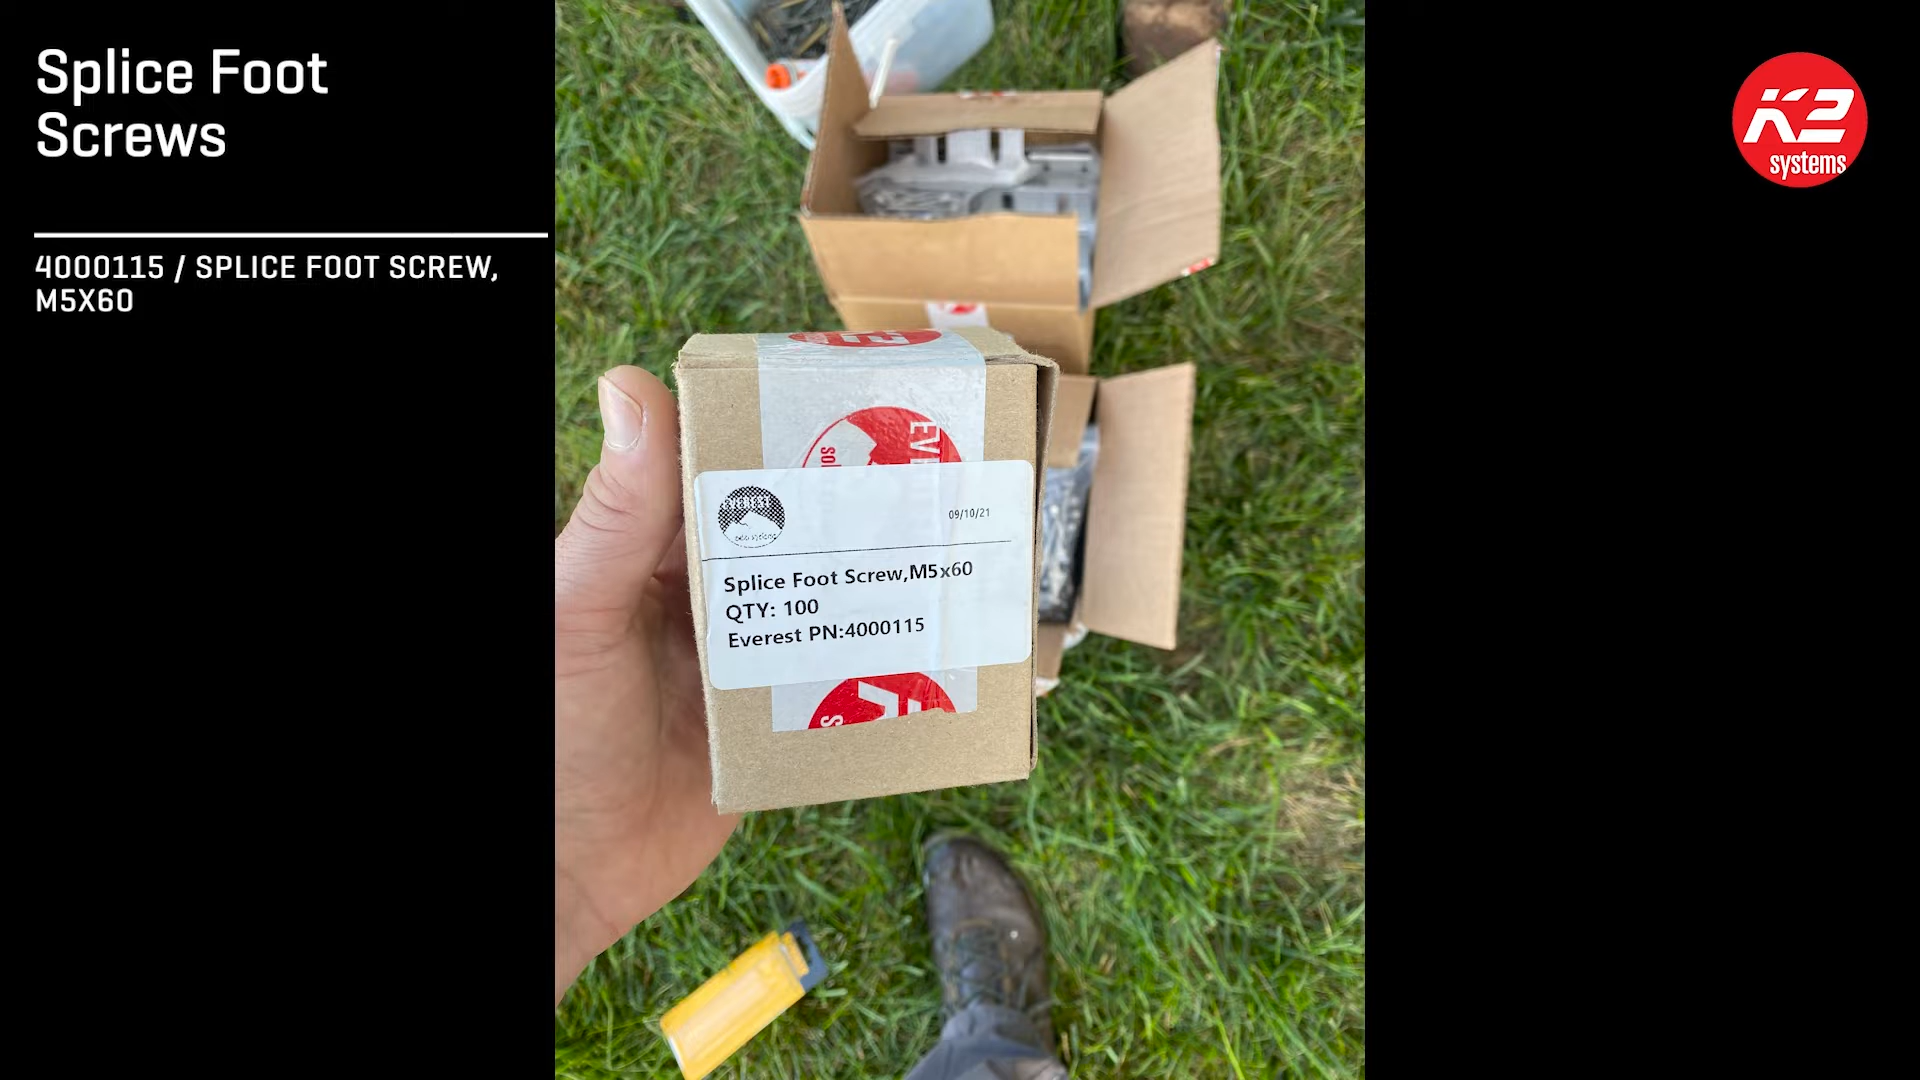 Splice Foot
Screws
4000115 / SPLICE FOOT SCREW,
M5X60
K2
systems
EVEREST
09/10/21
Splice Foot Screw,M5x60
QTY: 100
Everest PN:4000115